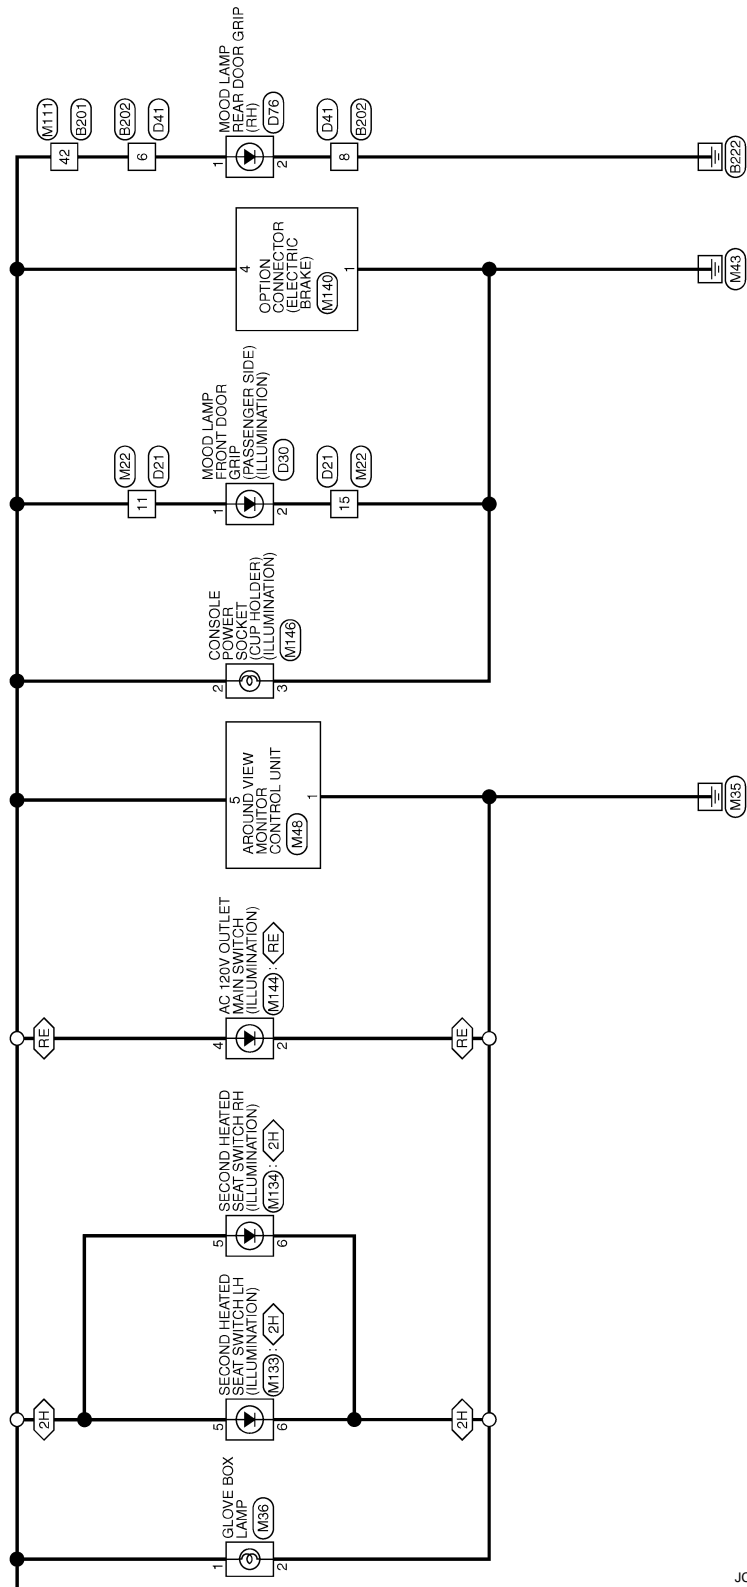 M111
B201
42
B202
D41
6
MOOD LAMP
REAR DOOR GRIP
(RH)
D76
1
2
D41
B202
8
B222
4
OPTION
CONNECTOR
(ELECTRIC
BRAKE)
M140
1
M43
M22
D21
11
MOOD LAMP
FRONT DOOR
GRIP
(PASSENGER SIDE)
(ILLUMINATION)
D30
1
2
D21
M22
15
CONSOLE
POWER
SOCKET
(CUP HOLDER)
(ILLUMINATION)
M146
2
3
5
AROUND VIEW
MONITOR
CONTROL UNIT
M48
1
M35
RE
AC 120V OUTLET
MAIN SWITCH
(ILLUMINATION)
M144 : RE
4
2
RE
SECOND HEATED
SEAT SWITCH RH
(ILLUMINATION)
M134 : 2H
5
6
2H
SECOND HEATED
SEAT SWITCH LH
(ILLUMINATION)
M133 : 2H
5
6
2H
GLOVE BOX
LAMP
M36
1
2